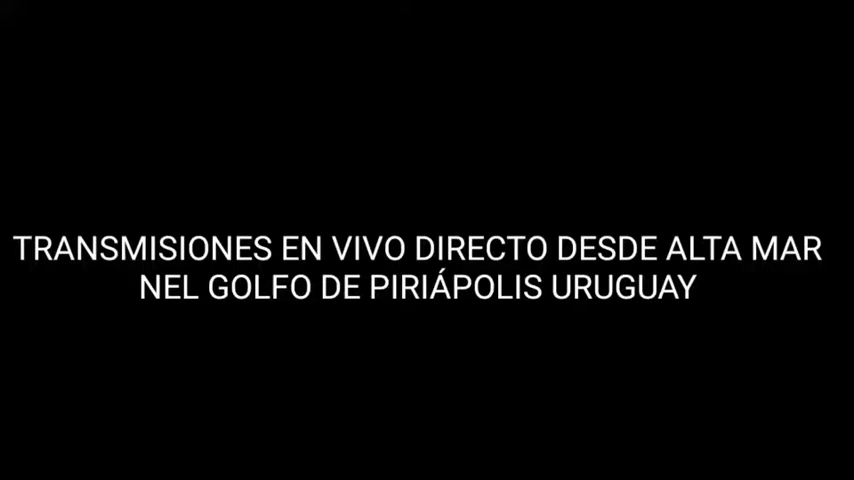 TRANSMISIONES EN VIVO DIRECTO DESDE ALTA MAR
NEL GOLFO DE PIRIÁPOLIS URUGUAY